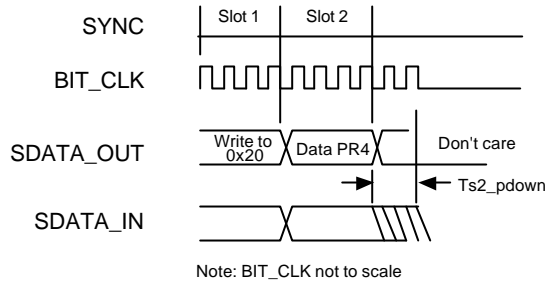 Slot 1 Slot 2
SYNC
BIT_CLK
SDATA_OUT
Write to
0x20
Data PR4
Don't care
Ts2_pdown
SDATA_IN
Note: BIT_CLK not to scale